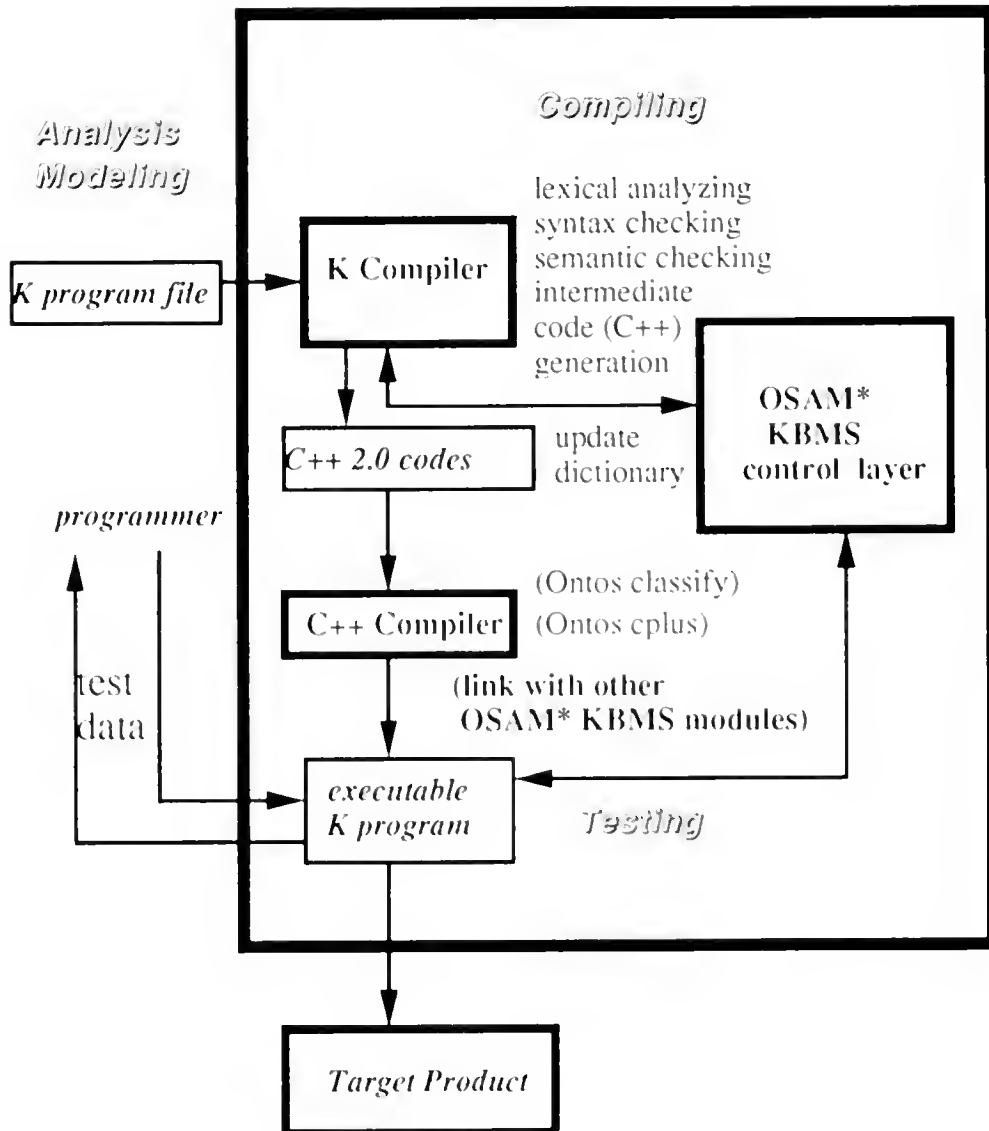 Compiling
Analysis
Modeling
lexical analyzing
syntax checking
semantic checking
intermediate
code (C++)
generation
K Compiler
K program file
OSAM*
KBMS
control layer
update
dictionary
C++ 2.0 codes
programmer
(Ontos classify)
(Ontos cplus)
C++ Compiler
test
data
(link with other
OSAM* KBMS modules)
executable
K program
Testing
Target Product